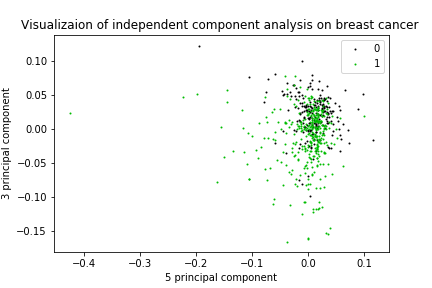 Visualizaion of independent component analysis on breast cancer
0
1
0.10
0.05
0.00
−0.05
−0.10
−0.15
3 principal component
−0.4 −0.3 −0.2 −0.1 0.0 0.1
5 principal component